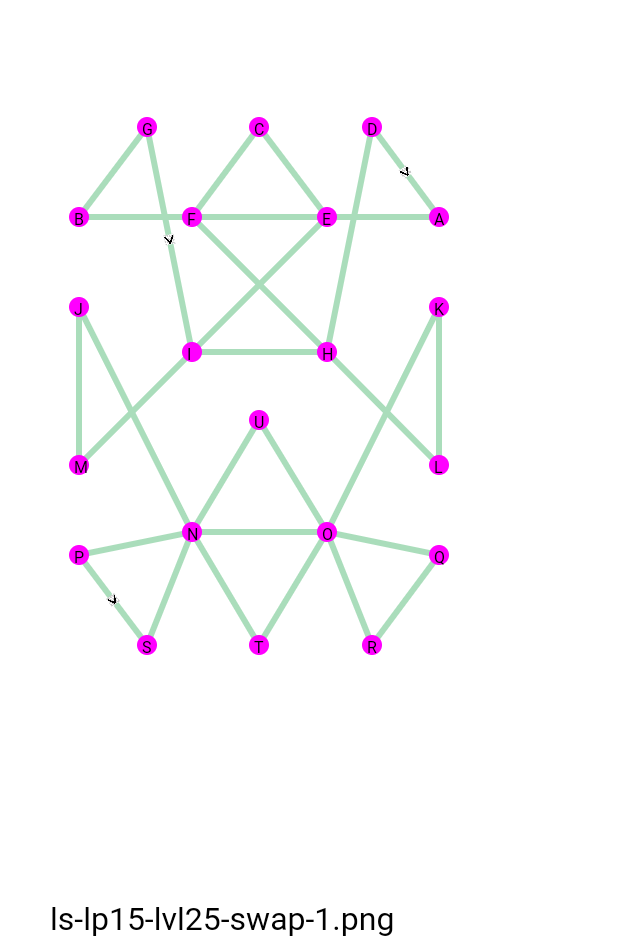 G C D
B F E A
J K
I H
U
M L
N O
P Q
S T R
ls-lp15-lvl25-swap-1.png